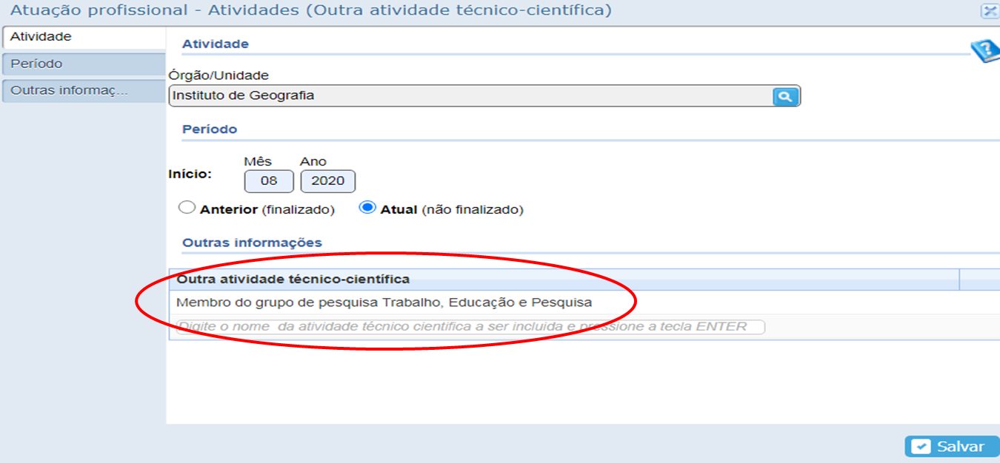 Atuação profissional - Atividades (Outra atividade técnico-científica)
Atividade
Período
Outras informaç...
Atividade
Órgão/Unidade
Instituto de Geografia
Período
Mês Ano
Início: 08 2020
Anterior (finalizado) Atual (não finalizado)
Outras informações
Outra atividade técnico-científica
Membro do grupo de pesquisa Trabalho, Educação e Pesquisa
Digite o nome da atividade técnico cientifica a ser incluida e pressione a tecla ENTER
Salvar